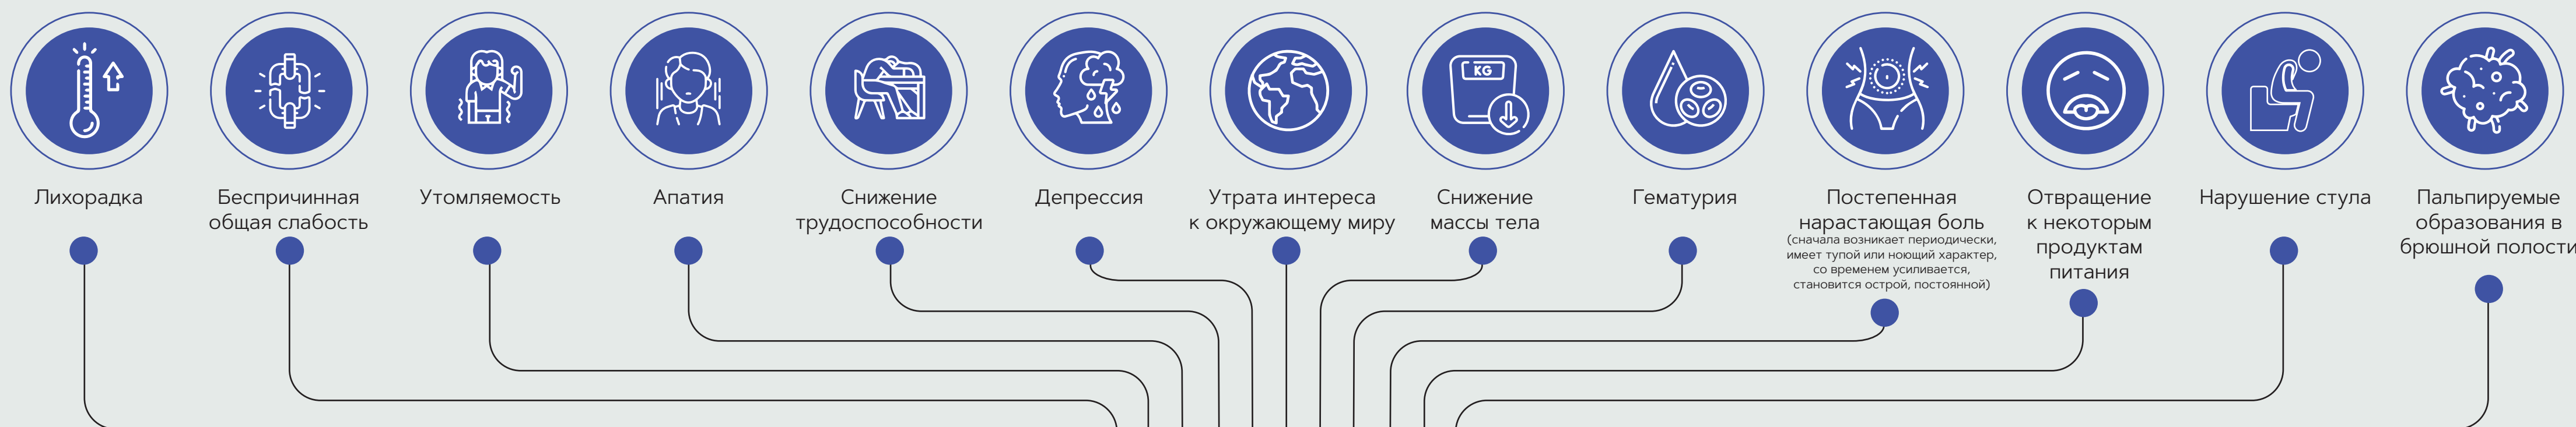 KG
Лихорадка
Беспричинная
общая слабость
Утомляемость
Апатия
Снижение
трудоспособности
Депрессия
Утрата интереса
к окружающему миру
Снижение
массы тела
Гематурия
Постепенная
нарастающая боль
(сначала возникает периодически,
имеет тупой или ноющий характер,
со временем усиливается,
становится острой, постоянной)
Отвращение
к некоторым
продуктам
питания
Нарушение стула
Пальпируемые
образования в
брюшной полости